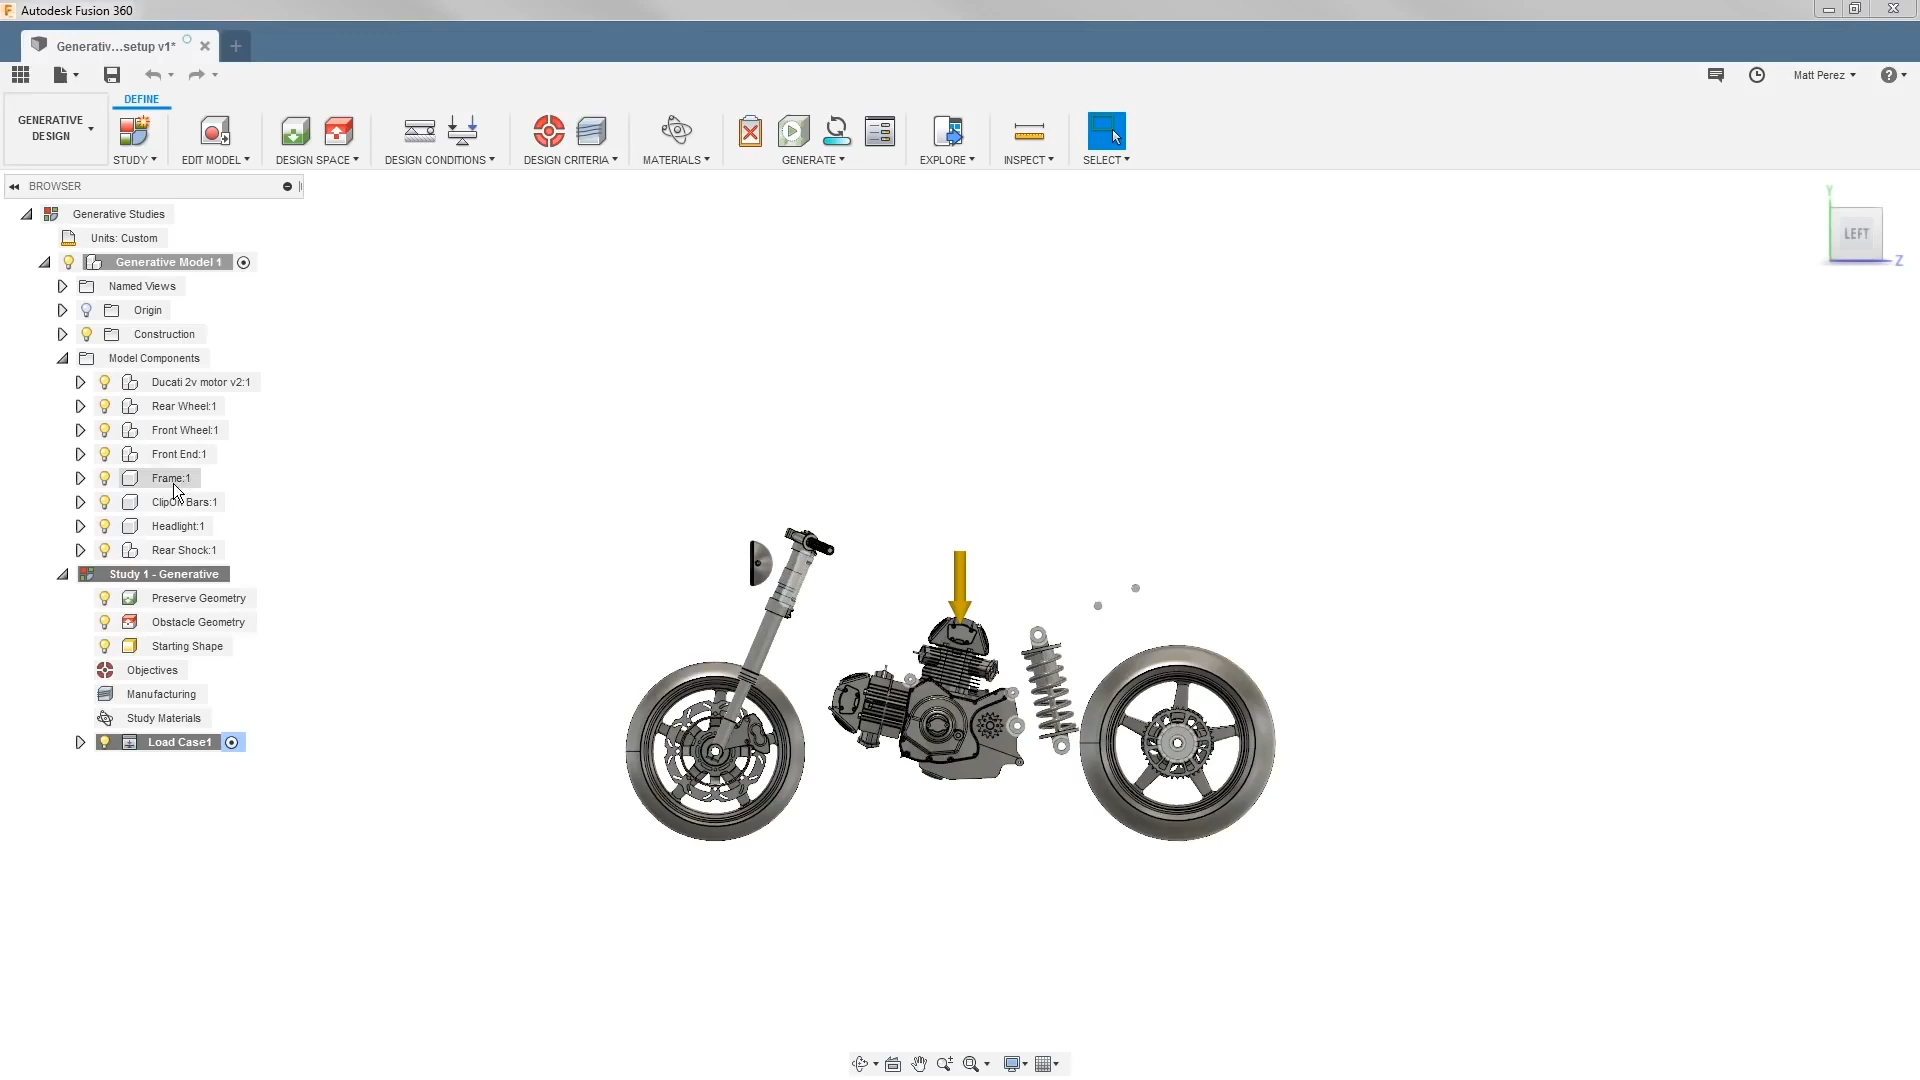 Autodesk Fusion 360
Generativ...setup v1*
Matt Perez
DEFINE
GENERATIVE
DESIGN
STUDY
EDIT MODEL
DESIGN SPACE
DESIGN CONDITIONS
DESIGN CRITERIA
MATERIALS
GENERATE
EXPLORE
INSPECT
SELECT
BROWSER
Generative Studies
Units: Custom
Generative Model 1
Named Views
Origin
Construction
Model Components
Ducati 2v motor v2:1
Rear Wheel:1
Front Wheel:1
Front End:1
Frame:1
ClipOn Bars:1
Headlight:1
Rear Shock:1
Study 1 - Generative
Preserve Geometry
Obstacle Geometry
Starting Shape
Objectives
Manufacturing
Study Materials
Load Case1
Y
LEFT
Z